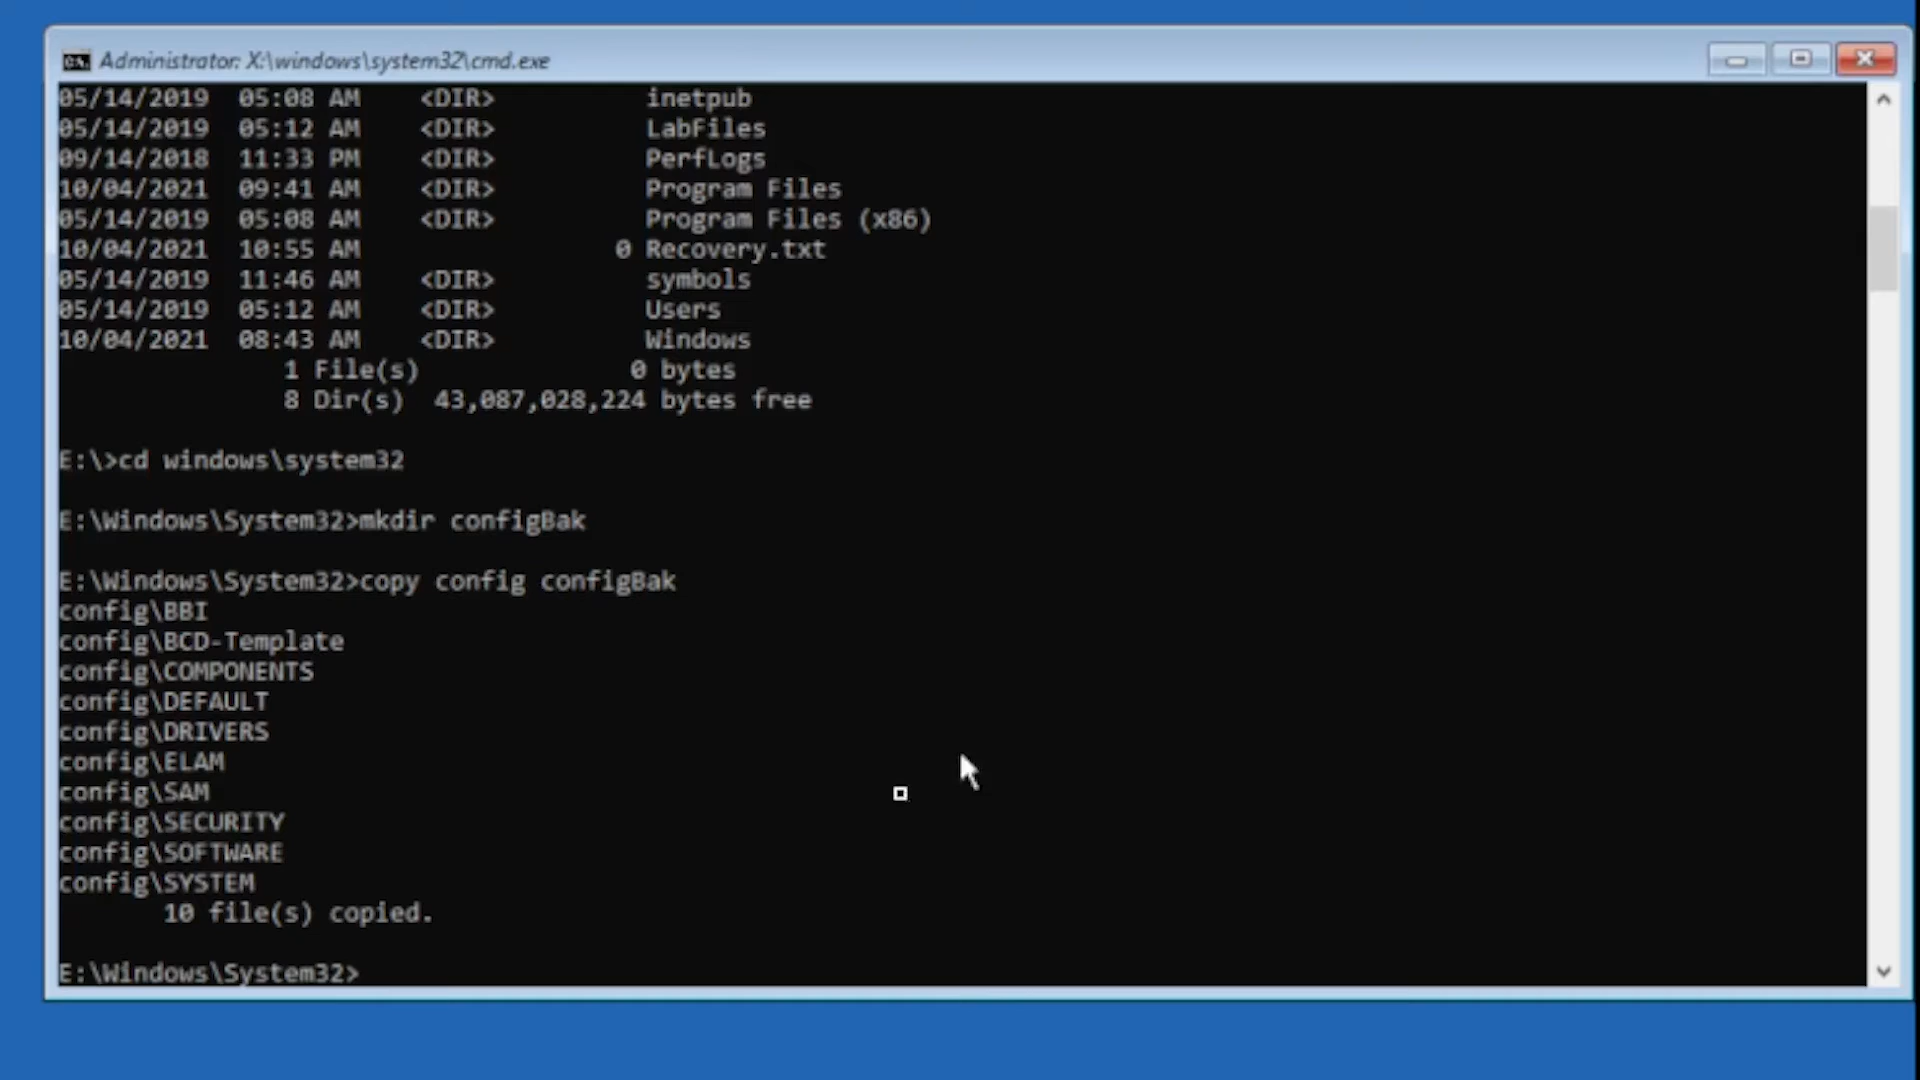 Administrator: X:\windows\system32\cmd.exe
05/14/2019  05:08 AM    <DIR>          inetpub
05/14/2019  05:12 AM    <DIR>          LabFiles
09/14/2018  11:33 PM    <DIR>          PerfLogs
10/04/2021  09:41 AM    <DIR>          Program Files
05/14/2019  05:08 AM    <DIR>          Program Files (x86)
10/04/2021  10:55 AM                 0 Recovery.txt
05/14/2019  11:46 AM    <DIR>          symbols
05/14/2019  05:12 AM    <DIR>          Users
10/04/2021  08:43 AM    <DIR>          Windows
               1 File(s)              0 bytes
               8 Dir(s)  43,087,028,224 bytes free
E:\>cd windows\system32
E:\Windows\System32>mkdir configBak
E:\Windows\System32>copy config configBak
config\BBI
config\BCD-Template
config\COMPONENTS
config\DEFAULT
config\DRIVERS
config\ELAM
config\SAM
config\SECURITY
config\SOFTWARE
config\SYSTEM
       10 file(s) copied.
E:\Windows\System32>